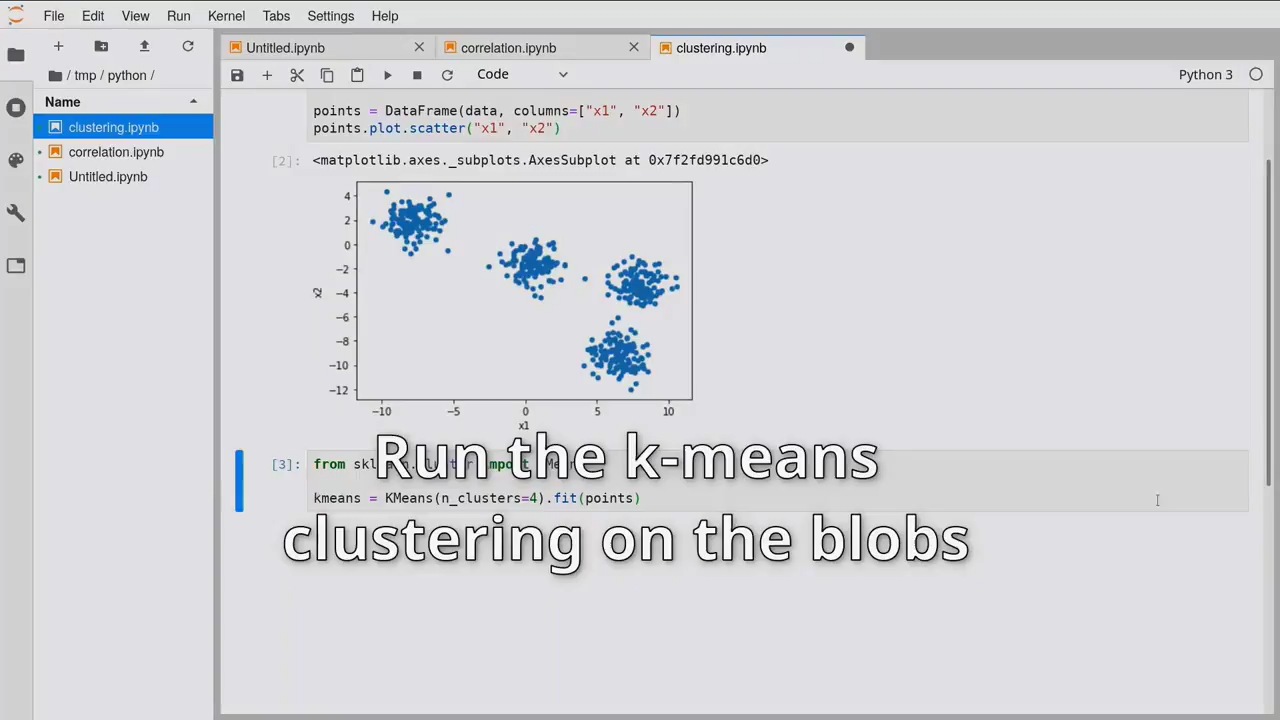 File Edit View Run Kernel Tabs Settings Help
Untitled.ipynb correlation.ipynb clustering.ipynb
Code Python 3
/ tmp / python /
Name
clustering.ipynb
correlation.ipynb
Untitled.ipynb
points = DataFrame(data, columns=["x1", "x2"])
points.plot.scatter("x1", "x2")
[2]: <matplotlib.axes._subplots.AxesSubplot at 0x7f2fd991c6d0>
4
2
0
−2
−4
−6
−8
−10
−12
x2
−10 −5 0 5 10
x1
[3]: from
kmeans = KMeans(n_clusters=4).fit(points)
Run the k-means
clustering on the blobs